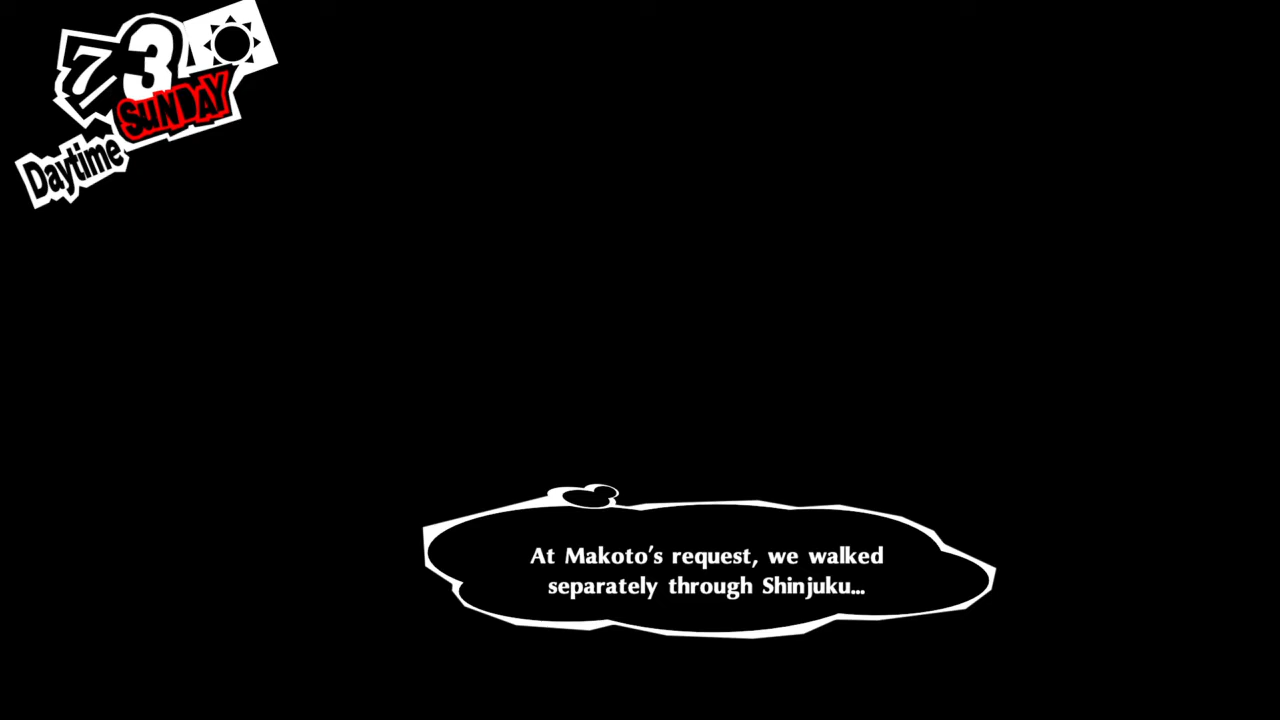 7 3
SUNDAY
Daytime
At Makoto's request, we walked
separately through Shinjuku...